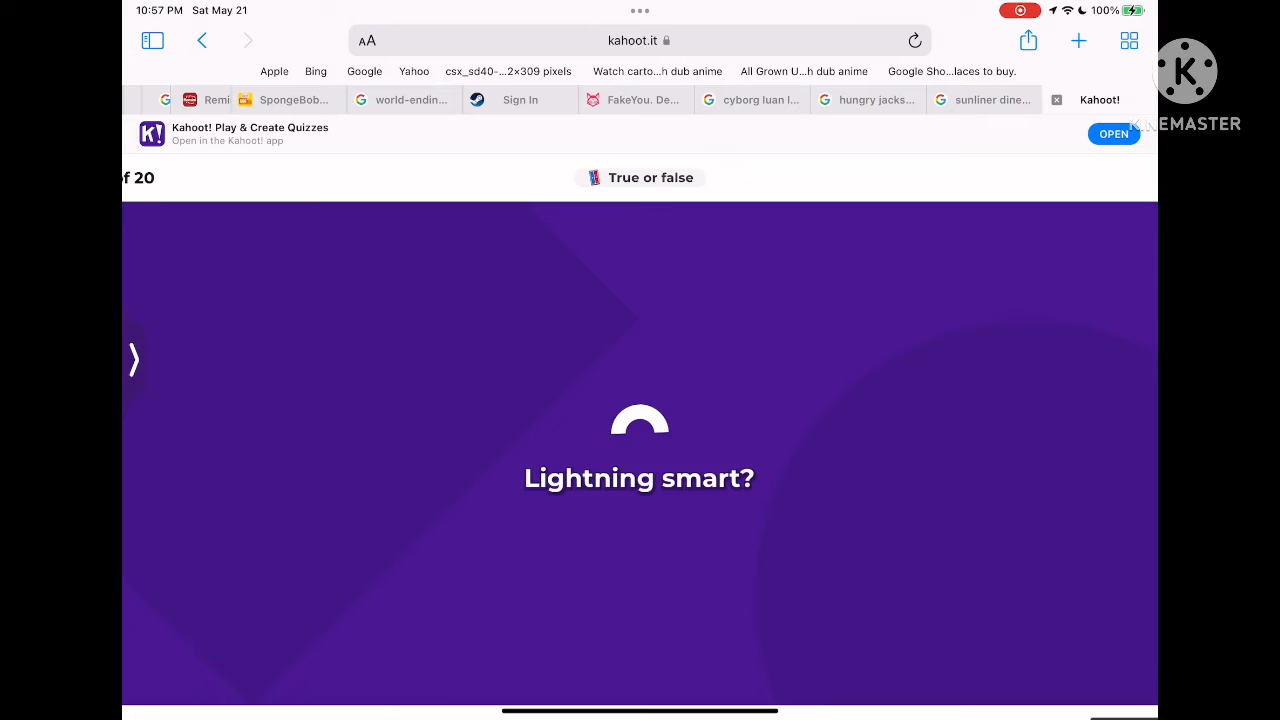 10:57 PM Sat May 21
100%
AA
kahoot.it
Apple Bing Google Yahoo csx_sd40-...2×309 pixels Watch carto...h dub anime All Grown U...h dub anime Google Sho...laces to buy.
Remi SpongeBob... world-endin... Sign In FakeYou. De... cyborg luan l... hungry jacks... sunliner dine... Kahoot!
K! Kahoot! Play & Create Quizzes
Open in the Kahoot! app
OPEN
K
KINEMASTER
of 20
True or false
Lightning smart?